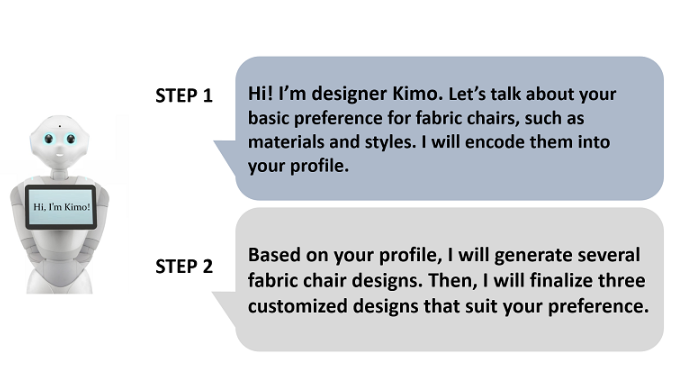 STEP 1
Hi! I’m designer Kimo. Let’s talk about your
basic preference for fabric chairs, such as
materials and styles. I will encode them into
your profile.
Hi, I'm Kimo!
STEP 2
Based on your profile, I will generate several
fabric chair designs. Then, I will finalize three
customized designs that suit your preference.